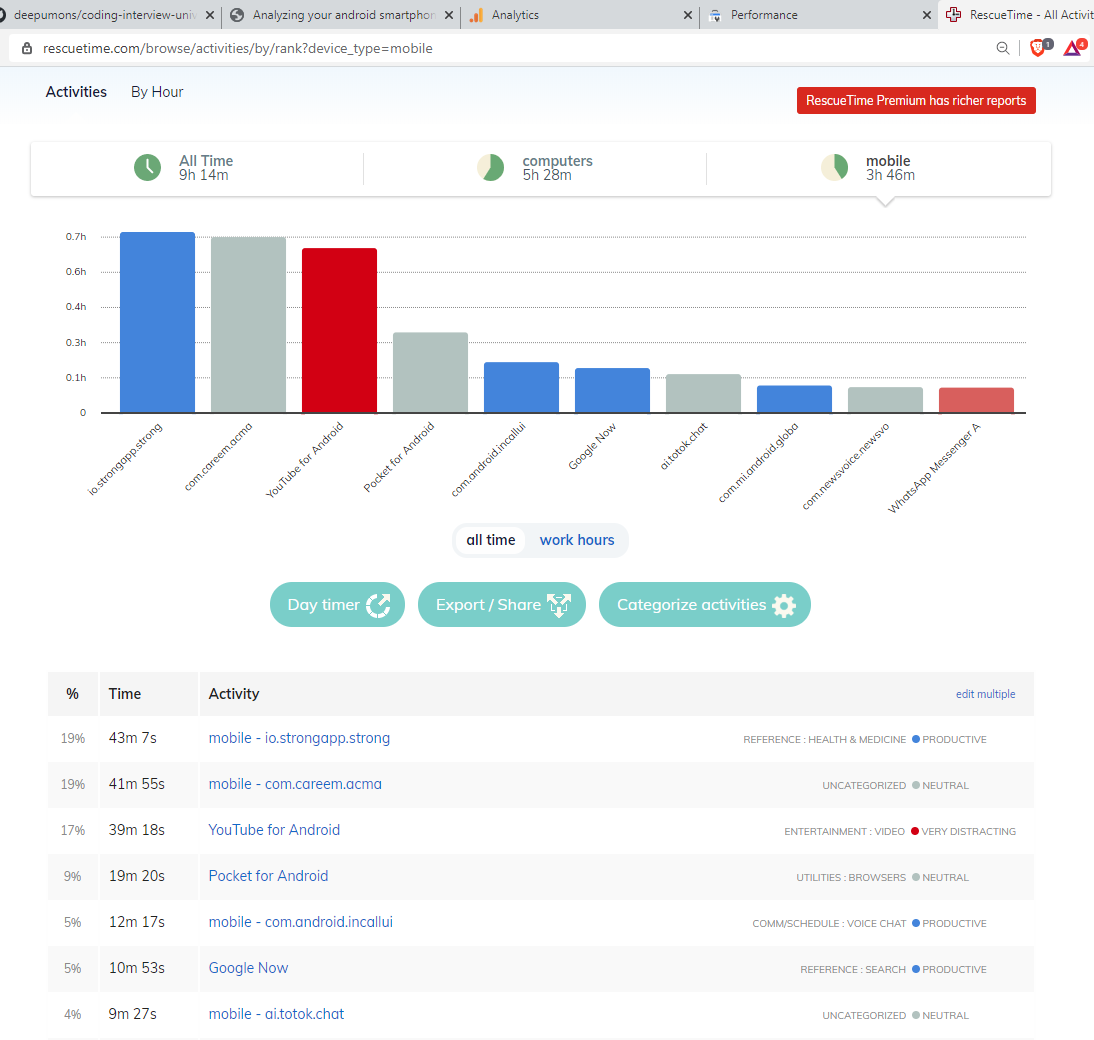 deepumons/coding-interview-univ
Analyzing your android smartphon
Analytics
Performance
RescueTime - All Activit
rescuetime.com/browse/activities/by/rank?device_type=mobile
1
4
Activities
By Hour
RescueTime Premium has richer reports
All Time
9h 14m
computers
5h 28m
mobile
3h 46m
0.7h
0.6h
0.4h
0.3h
0.1h
0
io.strongapp.strong
com.careem.acma
YouTube for Android
Pocket for Android
com.android.incallui
Google Now
ai.totok.chat
com.mi.android.globa
com.newsvoice.newsvo
WhatsApp Messenger A
all time work hours
Day timer
Export / Share
Categorize activities
% Time Activity edit multiple
19% 43m 7s mobile - io.strongapp.strong REFERENCE : HEALTH & MEDICINE PRODUCTIVE
19% 41m 55s mobile - com.careem.acma UNCATEGORIZED NEUTRAL
17% 39m 18s YouTube for Android ENTERTAINMENT : VIDEO VERY DISTRACTING
9% 19m 20s Pocket for Android UTILITIES : BROWSERS NEUTRAL
5% 12m 17s mobile - com.android.incallui COMM/SCHEDULE : VOICE CHAT PRODUCTIVE
5% 10m 53s Google Now REFERENCE : SEARCH PRODUCTIVE
4% 9m 27s mobile - ai.totok.chat UNCATEGORIZED NEUTRAL